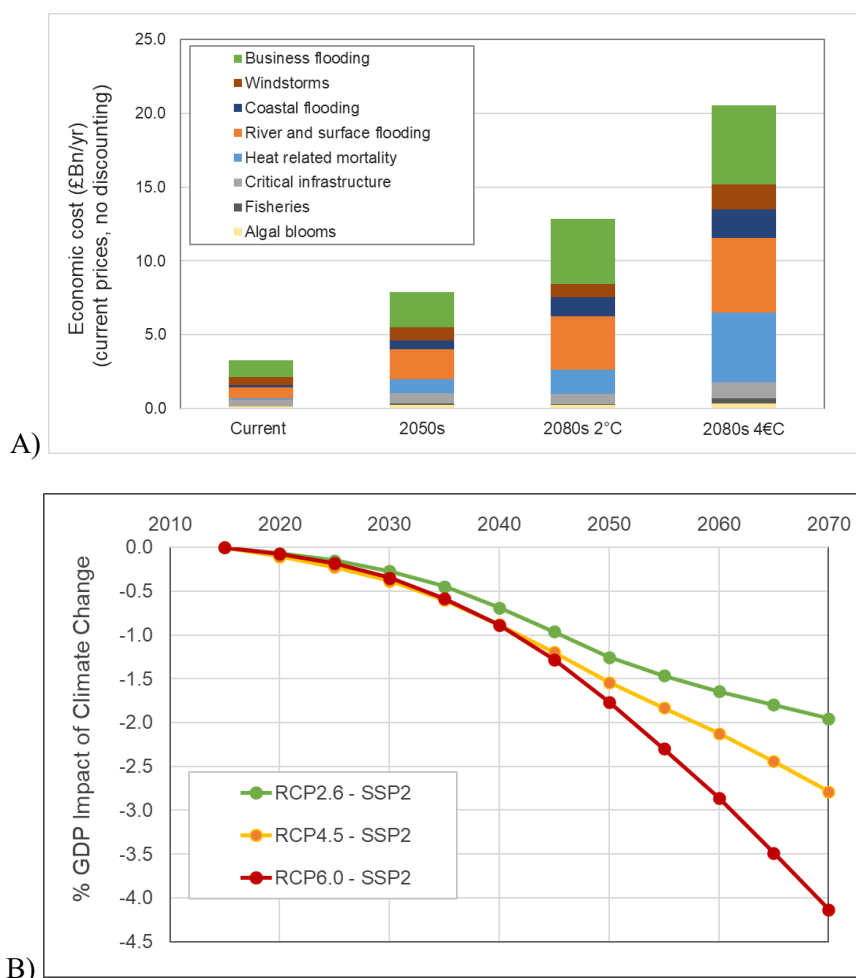 25.0
20.0
15.0
10.0
5.0
0.0
Economic cost (£Bn/yr)
(current prices, no discounting)
Business flooding
Windstorms
Coastal flooding
River and surface flooding
Heat related mortality
Critical infrastructure
Fisheries
Algal blooms
Current 2050s 2080s 2°C 2080s 4€C
A)
2010 2020 2030 2040 2050 2060 2070
0.0
-0.5
-1.0
-1.5
-2.0
-2.5
-3.0
-3.5
-4.0
-4.5
% GDP Impact of Climate Change
RCP2.6 - SSP2
RCP4.5 - SSP2
RCP6.0 - SSP2
B)